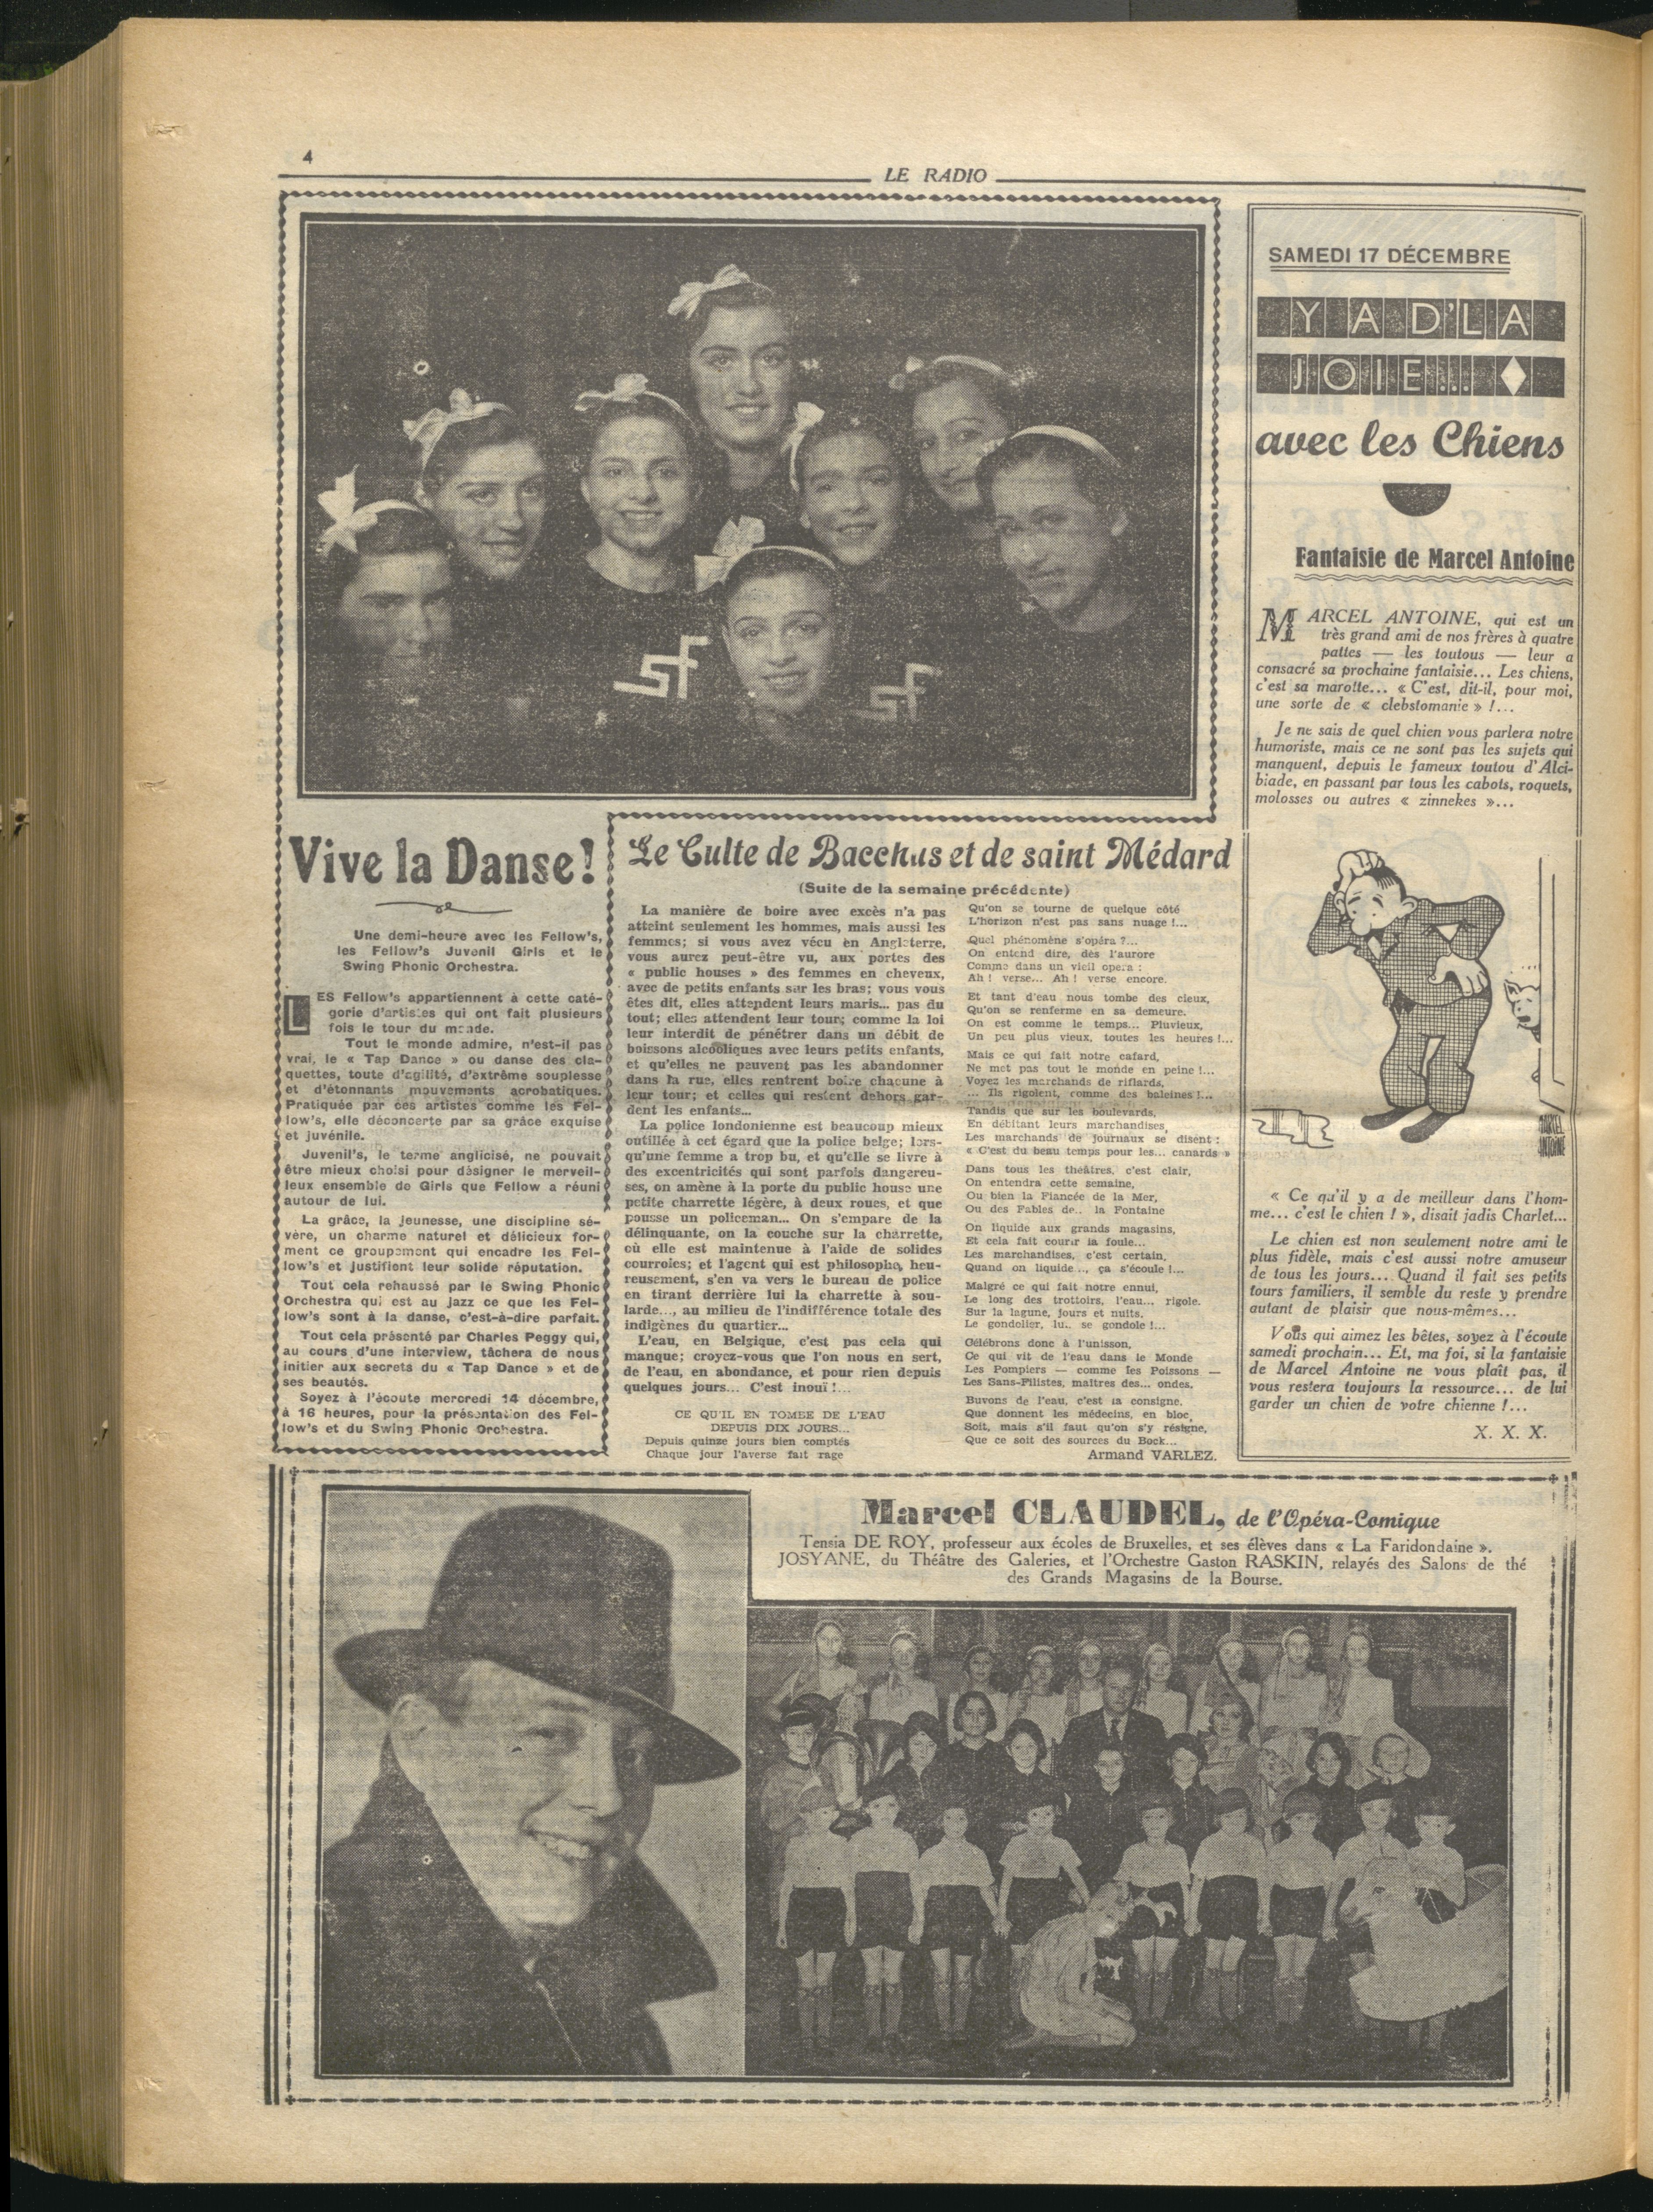 4
LE RADIO
SF
SF
Vive la Danse!
Une demi-heure avec les Fellow's,
les Fellow's Juvenil Girls et le
Swing Phonic Orchestra.
LES Fellow's appartiennent à cette caté-
gorie d'artistes qui ont fait plusieurs
fois le tour du monde.
Tout le monde admire, n'est-il pas
vrai, le « Tap Dance » ou danse des cla-
quettes, toute d'agilité, d'extrême souplesse
et d'étonnants mouvements acrobatiques.
Pratiquée par ces artistes comme les Fel-
low's, elle déconcerte par sa grâce exquise
et juvénile.
Juvenil's, le terme anglicisé, ne pouvait
être mieux choisi pour désigner le merveil-
leux ensemble de Girls que Fellow a réuni
autour de lui.
La grâce, la jeunesse, une discipline sé-
vère, un charme naturel et délicieux for-
ment ce groupement qui encadre les Fel-
low's et justifient leur solide réputation.
Tout cela rehaussé par le Swing Phonic
Orchestra qui est au jazz ce que les Fel-
low's sont à la danse, c'est-à-dire parfait.
Tout cela présenté par Charles Peggy qui,
au cours d'une interview, tâchera de nous
initier aux secrets du « Tap Dance » et de
ses beautés.
Soyez à l'écoute mercredi 14 décembre,
à 16 heures, pour la présentation des Fel-
low's et du Swing Phonic Orchestra.
Le Culte de Bacchus et de saint Médard
(Suite de la semaine précédente)
La manière de boire avec excès n'a pas
atteint seulement les hommes, mais aussi les
femmes; si vous avez vécu en Angleterre,
vous aurez peut-être vu, aux portes des
« public houses » des femmes en cheveux,
avec de petits enfants sur les bras; vous vous
êtes dit, elles attendent leurs maris... pas du
tout; elles attendent leur tour; comme la loi
leur interdit de pénétrer dans un débit de
boissons alcooliques avec leurs petits enfants,
et qu'elles ne peuvent pas les abandonner
dans la rue, elles rentrent boire chacune à
leur tour; et celles qui restent dehors gar-
dent les enfants...
La police londonienne est beaucoup mieux
outillée à cet égard que la police belge; lors-
qu'une femme a trop bu, et qu'elle se livre à
des excentricités qui sont parfois dangereu-
ses, on amène à la porte du public house une
petite charrette légère, à deux roues, et que
pousse un policeman... On s'empare de la
délinquante, on la couche sur la charrette,
où elle est maintenue à l'aide de solides
courroies; et l'agent qui est philosophe, heu-
reusement, s'en va vers le bureau de police
en tirant derrière lui la charrette à sou-
larde..., au milieu de l'indifférence totale des
indigènes du quartier...
L'eau, en Belgique, c'est pas cela qui
manque; croyez-vous que l'on nous en sert,
de l'eau, en abondance, et pour rien depuis
quelques jours... C'est inouï !...
CE QU'IL EN TOMBE DE L'EAU
DEPUIS DIX JOURS...
Depuis quinze jours bien comptés
Chaque jour l'averse fait rage
Qu'on se tourne de quelque côté
L'horizon n'est pas sans nuage !...
Quel phénomène s'opéra ?...
On entend dire, dès l'aurore
Comme dans un vieil opera :
Ah ! verse... Ah ! verse encore.
Et tant d'eau nous tombe des cieux,
Qu'on se renferme en sa demeure.
On est comme le temps... Pluvieux,
Un peu plus vieux, toutes les heures !...
Mais ce qui fait notre cafard,
Ne met pas tout le monde en peine !...
Voyez les marchands de riflards,
... Ils rigolent, comme des baleines !...
Tandis que sur les boulevards,
En débitant leurs marchandises,
Les marchands de journaux se disent :
« C'est du beau temps pour les... canards »
Dans tous les théâtres, c'est clair,
On entendra cette semaine,
Ou bien la Fiancée de la Mer,
Ou des Fables de.. la Fontaine
On liquide aux grands magasins,
Et cela fait courir la foule...
Les marchandises, c'est certain,
Quand on liquide..., ça s'écoule !...
Malgré ce qui fait notre ennui,
Le long des trottoirs, l'eau... rigole.
Sur la lagune, jours et nuits,
Le gondolier, lui.. se gondole !...
Célébrons donc à l'unisson,
Ce qui vit de l'eau dans le Monde
Les Pompiers — comme les Poissons —
Les Sans-Filistes, maîtres des... ondes,
Buvons de l'eau, c'est la consigne,
Que donnent les médecins, en bloc,
Soit, mais s'il faut qu'on s'y résigne,
Que ce soit des sources du Bock...
Armand VARLEZ.
SAMEDI 17 DÉCEMBRE
Y A D'LA
JOIE...
avec les Chiens
Fantaisie de Marcel Antoine
MARCEL ANTOINE, qui est un
très grand ami de nos frères à quatre
pattes — les toutous — leur a
consacré sa prochaine fantaisie... Les chiens,
c'est sa marotte... « C'est, dit-il, pour moi,
une sorte de « clebstomanie » !...
Je ne sais de quel chien vous parlera notre
humoriste, mais ce ne sont pas les sujets qui
manquent, depuis le fameux toutou d'Alci-
biade, en passant par tous les cabots, roquets,
molosses ou autres « zinnekes »...
MARCEL
ANTOINE
« Ce qu'il y a de meilleur dans l'hom-
me... c'est le chien ! », disait jadis Charlet...
Le chien est non seulement notre ami le
plus fidèle, mais c'est aussi notre amuseur
de tous les jours... Quand il fait ses petits
tours familiers, il semble du reste y prendre
autant de plaisir que nous-mêmes...
Vous qui aimez les bêtes, soyez à l'écoute
samedi prochain... Et, ma foi, si la fantaisie
de Marcel Antoine ne vous plaît pas, il
vous restera toujours la ressource... de lui
garder un chien de votre chienne !...
X. X. X.
Marcel CLAUDEL, de l'Opéra-Comique
Tensia DE ROY, professeur aux écoles de Bruxelles, et ses élèves dans « La Faridondaine ».
JOSYANE, du Théâtre des Galeries, et l'Orchestre Gaston RASKIN, relayés des Salons de thé
des Grands Magasins de la Bourse.